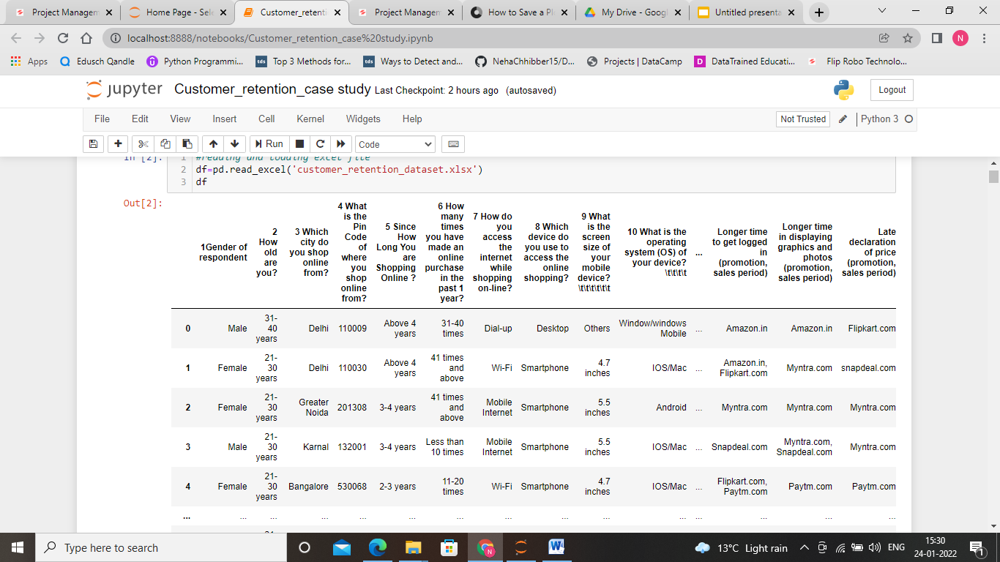 Project Managem
Home Page - Sele
Customer_retenti
Project Managem
How to Save a Pl
My Drive - Googl
Untitled presenta
localhost:8888/notebooks/Customer_retention_case%20study.ipynb
N
Apps
Edusch Qandle
Python Programmi...
tds
Top 3 Methods for...
tds
Ways to Detect and...
NehaChhibber15/D...
Projects | DataCamp
D
DataTrained Educati...
Flip Robo Technolo...
jupyter Customer_retention_case study Last Checkpoint: 2 hours ago (autosaved)
Logout
File Edit View Insert Cell Kernel Widgets Help
Not Trusted
Python 3
Run
Code
In [2]:
1 #reading and loading excel file
2 df=pd.read_excel('customer_retention_dataset.xlsx')
3 df
Out[2]:
1Gender of
respondent
2
How
old
are
you?
3 Which
city do
you shop
online
from?
4 What
is the
Pin
Code
of
where
you
shop
online
from?
5 Since
How
Long You
are
Shopping
Online ?
6 How
many
times
you have
made an
online
purchase
in the
past 1
year?
7 How do
you
access
the
internet
while
shopping
on-line?
8 Which
device do
you use to
access the
online
shopping?
9 What
is the
screen
size of
your
mobile
device?
\t\t\t\t\t\t
10 What is the
operating
system (OS) of
your device?
\t\t\t\t
...
Longer time
to get logged
in
(promotion,
sales period)
Longer time
in displaying
graphics and
photos
(promotion,
sales period)
Late
declaration
of price
(promotion,
sales period)
0
Male
31-
40
years
Delhi
110009
Above 4
years
31-40
times
Dial-up
Desktop
Others
Window/windows
Mobile
...
Amazon.in
Amazon.in
Flipkart.com
1
Female
21-
30
years
Delhi
110030
Above 4
years
41 times
and
above
Wi-Fi
Smartphone
4.7
inches
IOS/Mac
...
Amazon.in,
Flipkart.com
Myntra.com
snapdeal.com
2
Female
21-
30
years
Greater
Noida
201308
3-4 years
41 times
and
above
Mobile
Internet
Smartphone
5.5
inches
Android
...
Myntra.com
Myntra.com
Myntra.com
3
Male
21-
30
years
Karnal
132001
3-4 years
Less than
10 times
Mobile
Internet
Smartphone
5.5
inches
IOS/Mac
...
Snapdeal.com
Myntra.com,
Snapdeal.com
Myntra.com
4
Female
21-
30
years
Bangalore
530068
2-3 years
11-20
times
Wi-Fi
Smartphone
4.7
inches
IOS/Mac
...
Flipkart.com,
Paytm.com
Paytm.com
Paytm.com
... ... ... ... ... ... ... ... ... ... ... ... ... ... ...
Type here to search
N
W
13°C Light rain
ENG
15:30
24-01-2022
1